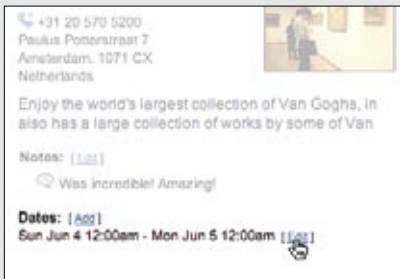 +31 20 570 5200
Paulus Potterstraat 7
Amsterdam, 1071 CX
Netherlands
Enjoy the world's largest collection of Van Goghs, in
also has a large collection of works by some of Van
Notes: [Edit]
Was incredible! Amazing!
Dates: [Add]
Sun Jun 4 12:00am - Mon Jun 5 12:00am [Edit]